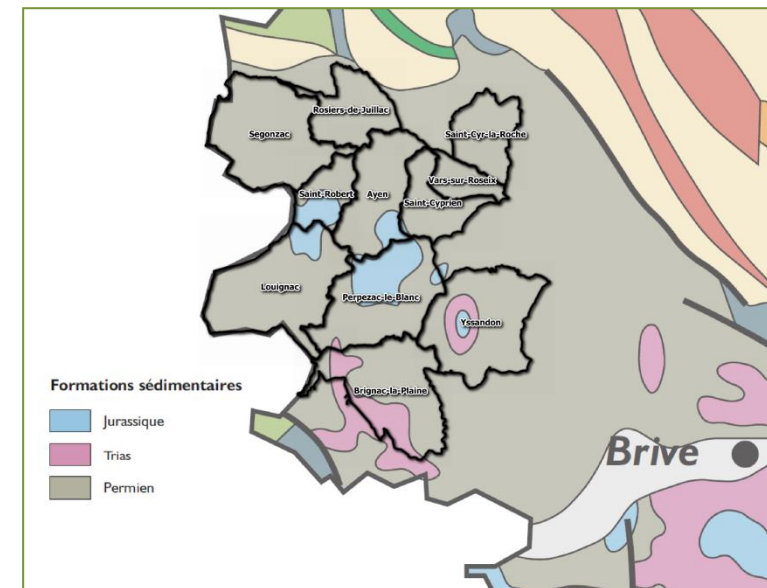 Rosiers-de-Juillac
Segonzac
Saint-Cyr-la-Roche
Vars-sur-Roseix
Saint-Robert
Ayen
Saint-Cyprien
Louignac
Perpezac-le-Blanc
Yssandon
Brignac-la-Plaine
Formations sédimentaires
Jurassique
Trias
Permien
Brive